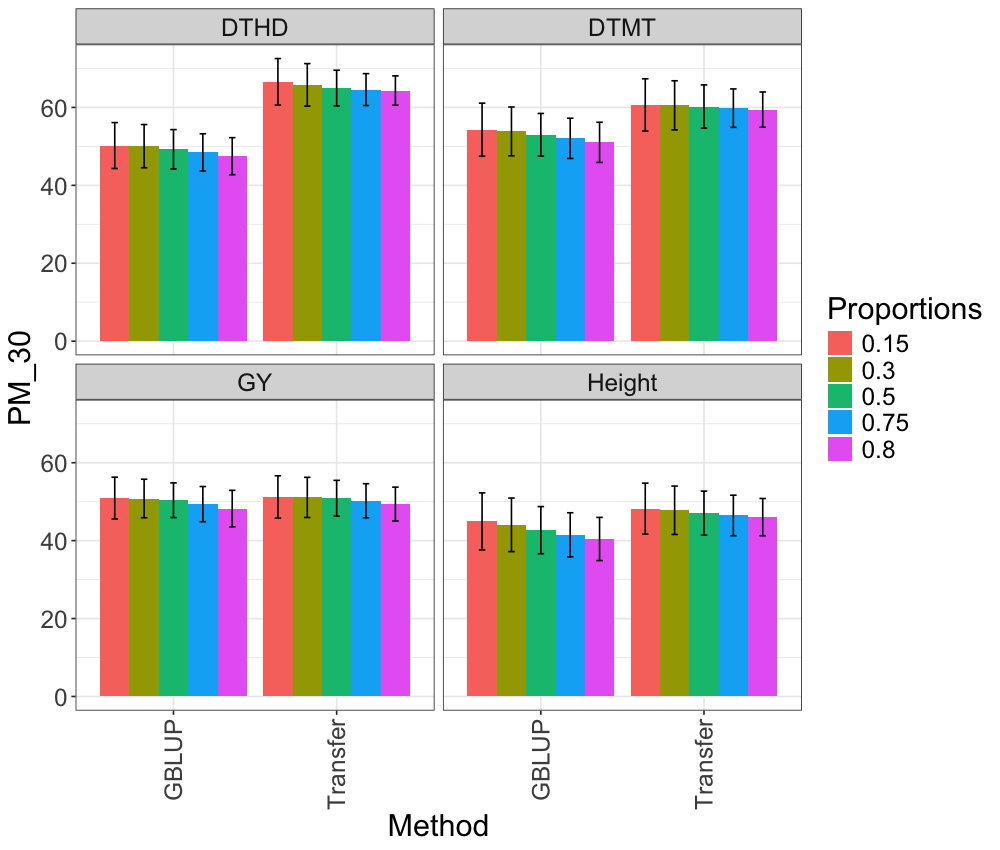 DTHD
DTMT
60
40
20
0
GY
Height
60
40
20
0
PM_30
GBLUP
Transfer
GBLUP
Transfer
Method
Proportions
0.15
0.3
0.5
0.75
0.8